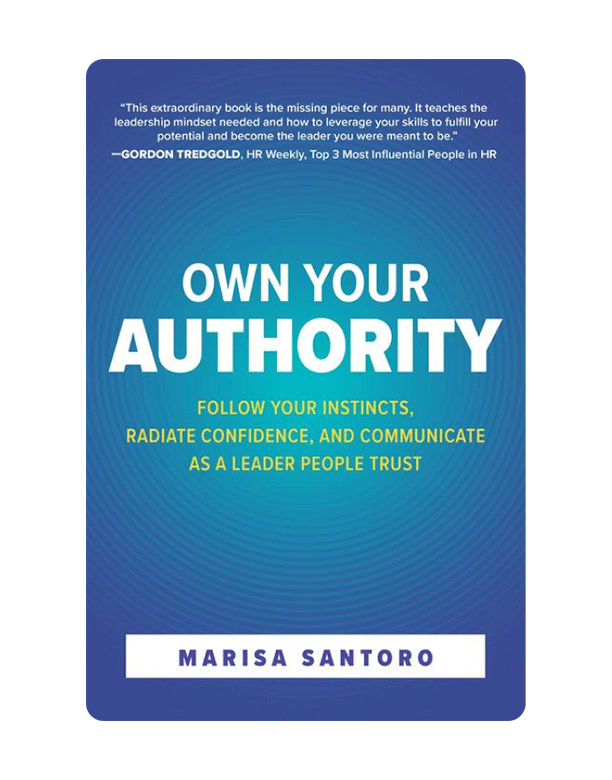 “This extraordinary book is the missing piece for many. It teaches the
leadership mindset needed and how to leverage your skills to fulfill your
potential and become the leader you were meant to be.”
—GORDON TREDGOLD, HR Weekly, Top 3 Most Influential People in HR
OWN YOUR
AUTHORITY
FOLLOW YOUR INSTINCTS,
RADIATE CONFIDENCE, AND COMMUNICATE
AS A LEADER PEOPLE TRUST
MARISA SANTORO